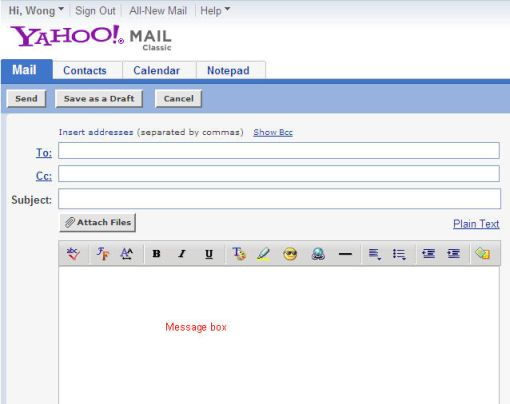 Hi, Wong Sign Out All-New Mail Help
YAHOO! MAIL
Classic
Mail Contacts Calendar Notepad
Send Save as a Draft Cancel
Insert addresses (separated by commas) Show Bcc
To:
Cc:
Subject:
Attach Files Plain Text
abc F F A A B I U T
Message box